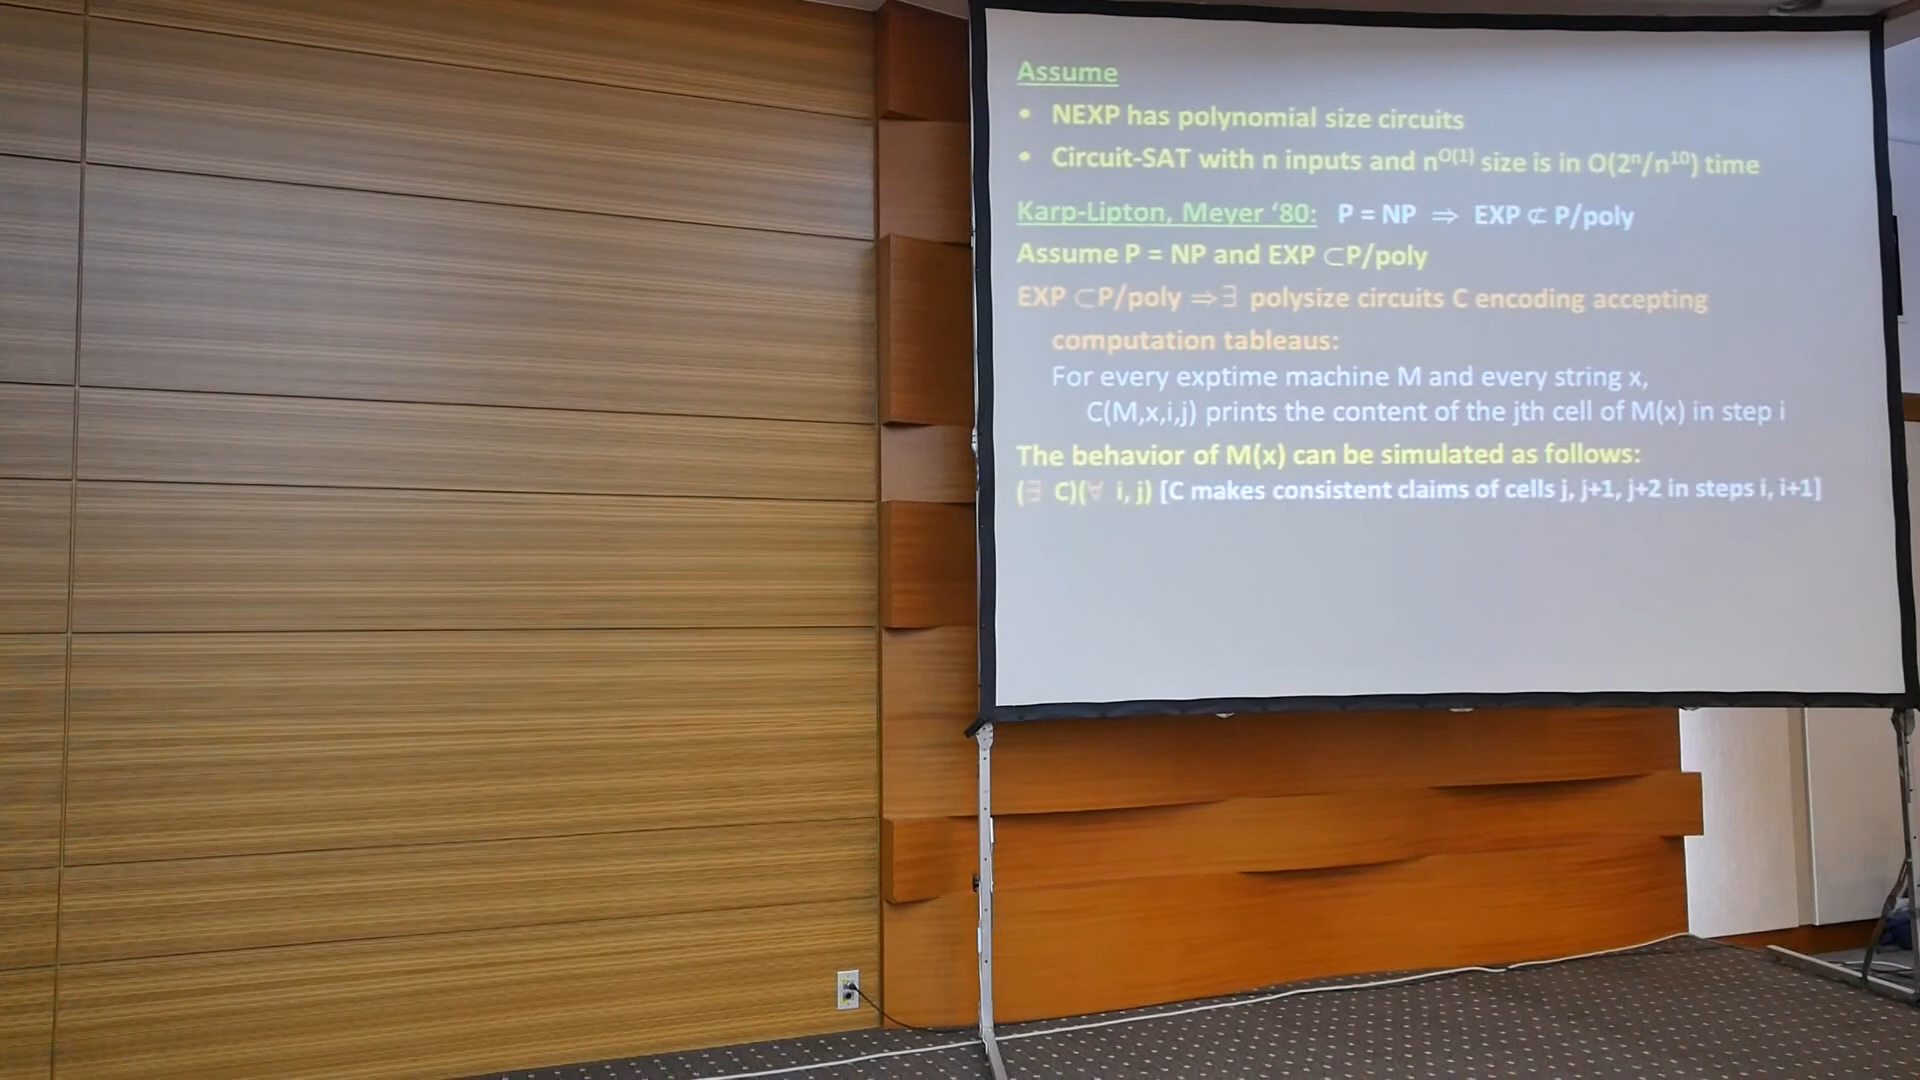 Assume
• NEXP has polynomial size circuits
• Circuit-SAT with n inputs and n^O(1) size is in O(2^n/n^10) time
Karp-Lipton, Meyer ‘80: P = NP ⇒ EXP ⊄ P/poly
Assume P = NP and EXP ⊂P/poly
EXP ⊂P/poly ⇒∃ polysize circuits C encoding accepting
computation tableaus:
For every exptime machine M and every string x,
C(M,x,i,j) prints the content of the jth cell of M(x) in step i
The behavior of M(x) can be simulated as follows:
(∃ C)(∀ i, j) [C makes consistent claims of cells j, j+1, j+2 in steps i, i+1]